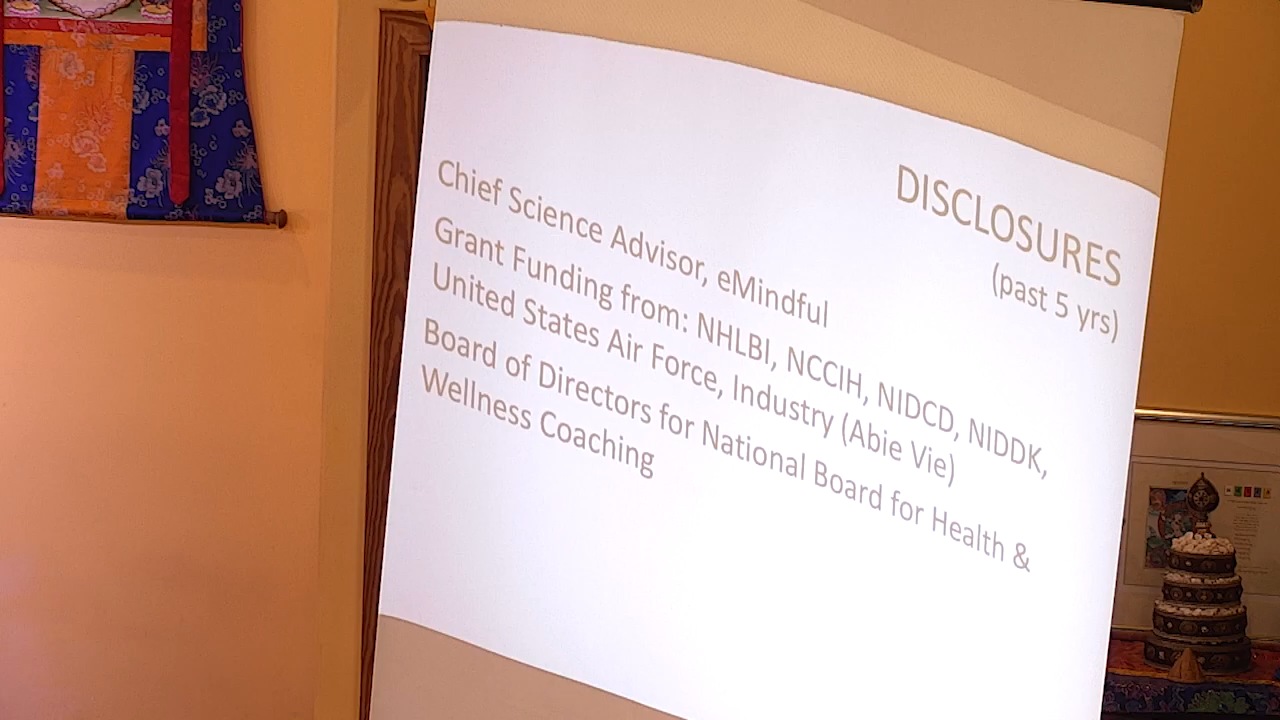 DISCLOSURES
(past 5 yrs)
Chief Science Advisor, eMindful
Grant Funding from: NHLBI, NCCIH, NIDCD, NIDDK,
United States Air Force, Industry (Abie Vie)
Board of Directors for National Board for Health &
Wellness Coaching